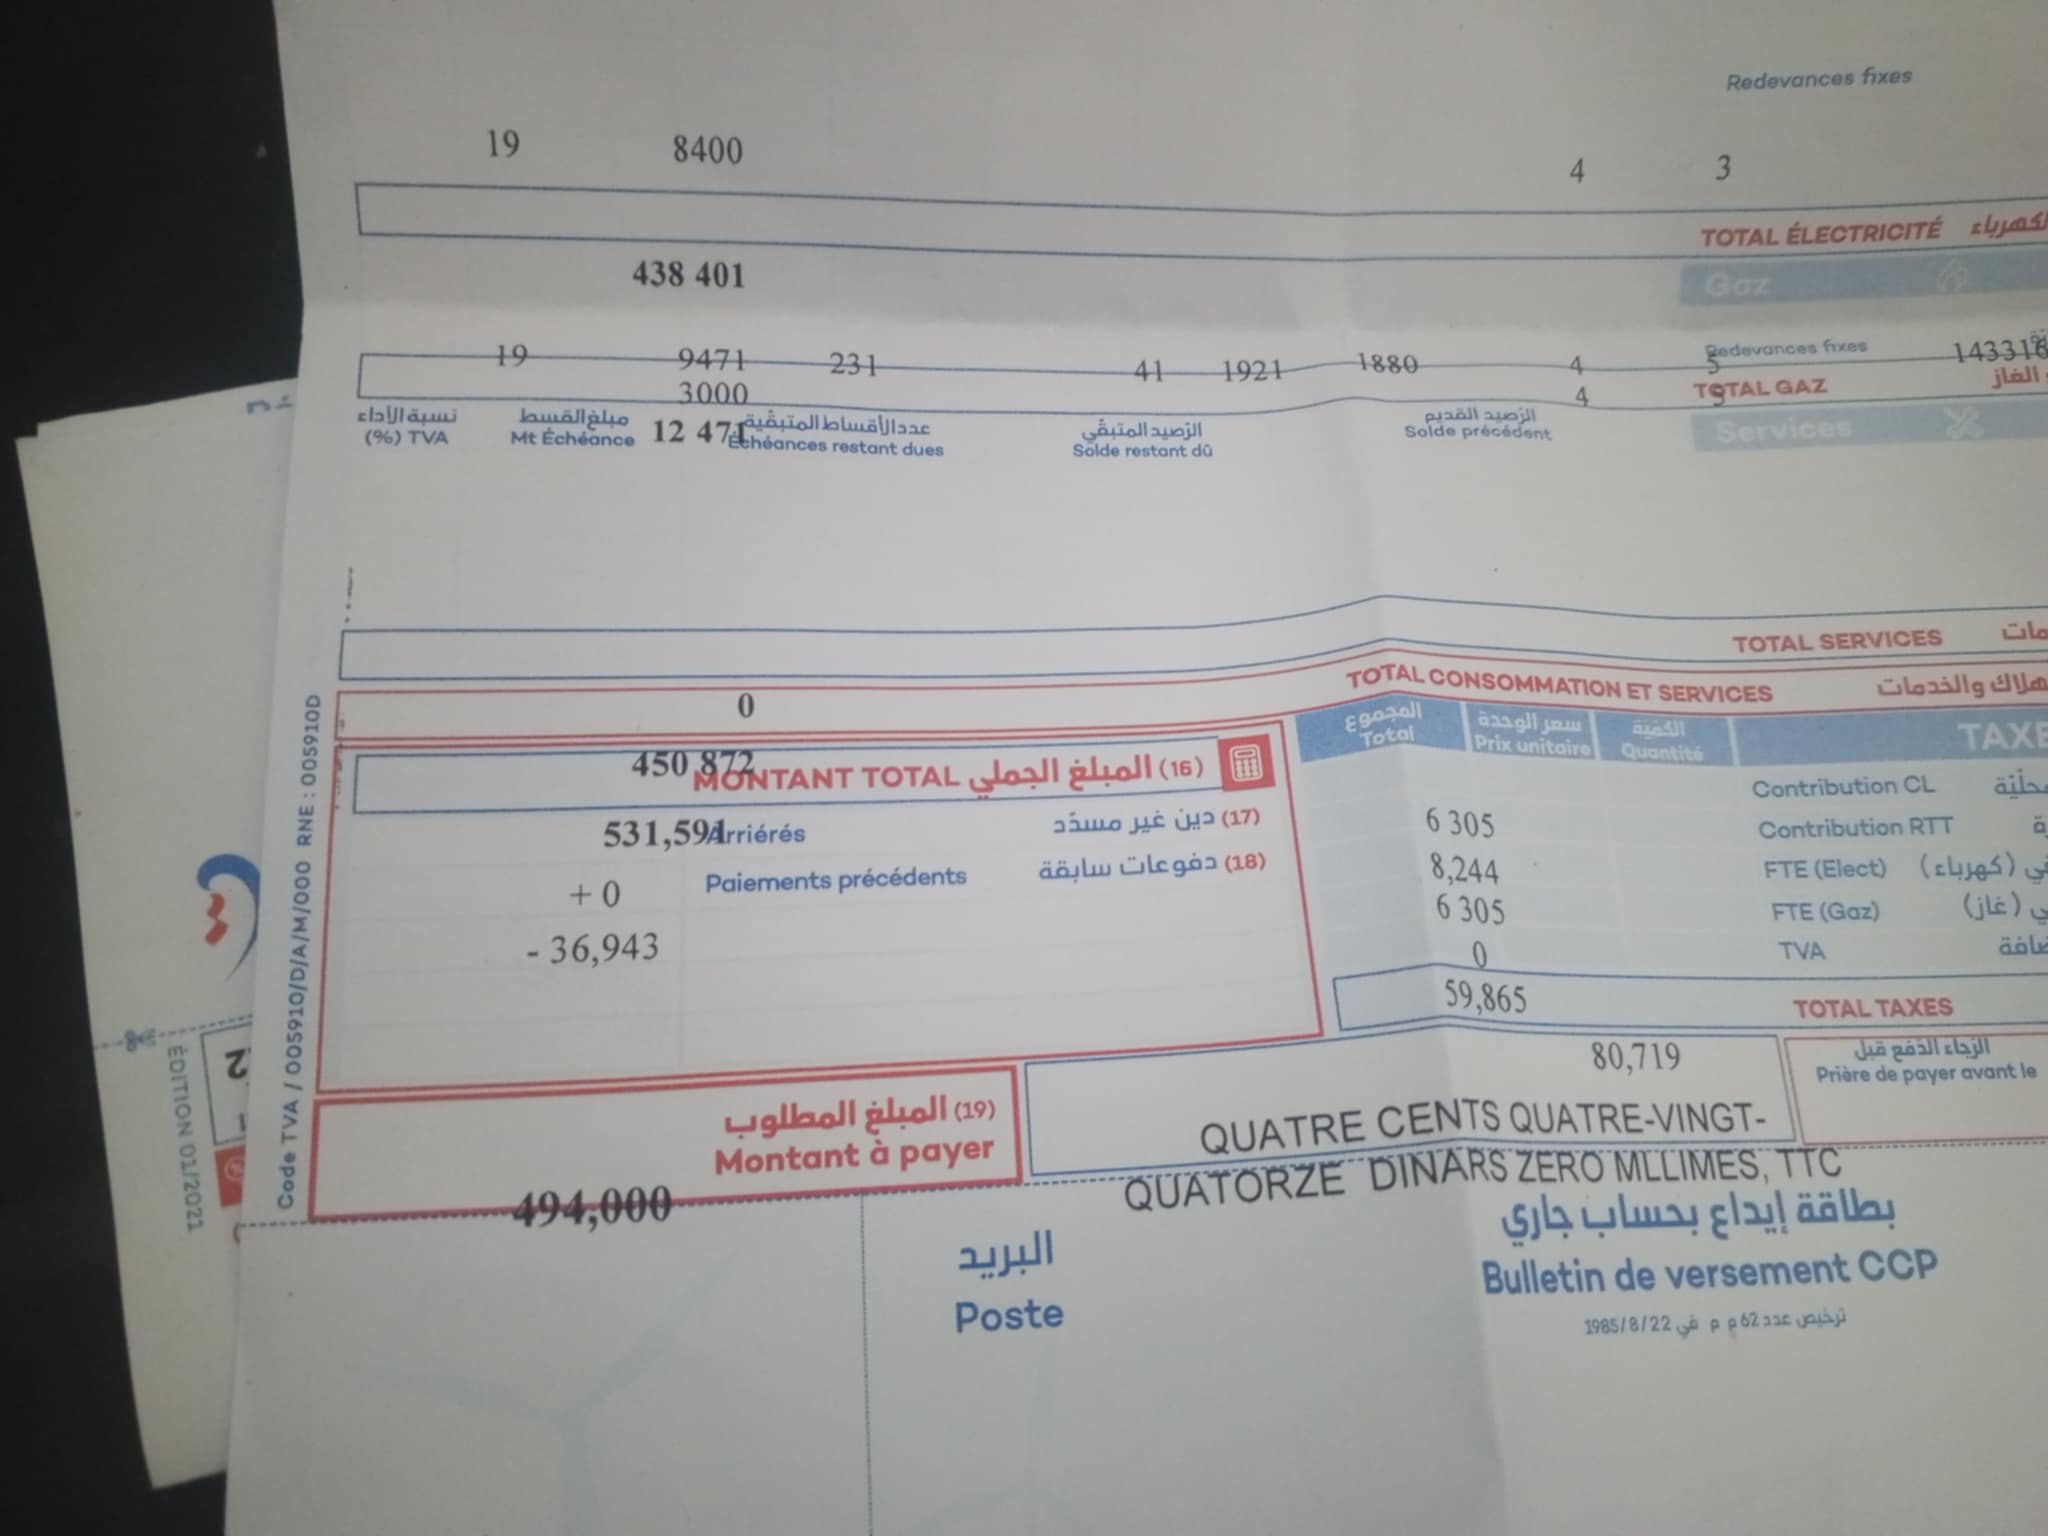 Redevances fixes
19 8400 4 3
TOTAL ÉLECTRICITÉ
Gaz
438 401
Redevances fixes
19 9471 231 41 1921 1880 4 5 143316
TOTAL GAZ الغاز
3000 4 9
Services
نسبة الأداء مبلغ القسط عدد الأقساط المتبقية الرصيد المتبقي الرصيد القديم
(%) TVA Mt Échéance 12 471 Échéances restant dues Solde restant dû Solde précédent
TOTAL SERVICES
TOTAL CONSOMMATION ET SERVICES هلاك والخدمات
0
المجموع سعر الوحدة الكمية
Total Prix unitaire Quantité TAXE
450 872
MONTANT TOTAL المبلغ الجملي (16)
Contribution CL
531,591 Arriérés دين غير مسدد (17)
6 305 Contribution RTT
+ 0 Paiements précédents دفوعات سابقة (18)
8,244 FTE (Elect) (كهرباء)
6 305 FTE (Gaz) (غاز)
- 36,943
0 TVA
59,865 TOTAL TAXES
80,719
الرجاء الدفع قبل
Prière de payer avant le
المبلغ المطلوب (19)
Montant à payer
494,000
QUATRE CENTS QUATRE-VINGT-
QUATORZE DINARS ZERO MLLIMES, TTC
البريد
Poste
بطاقة إيداع بحساب جاري
Bulletin de versement CCP
ترخيص عدد 62 م م في 1985/8/22
Code TVA / 005910/D/A/M/000 RNE : 005910D
ÉDITION 01/2021